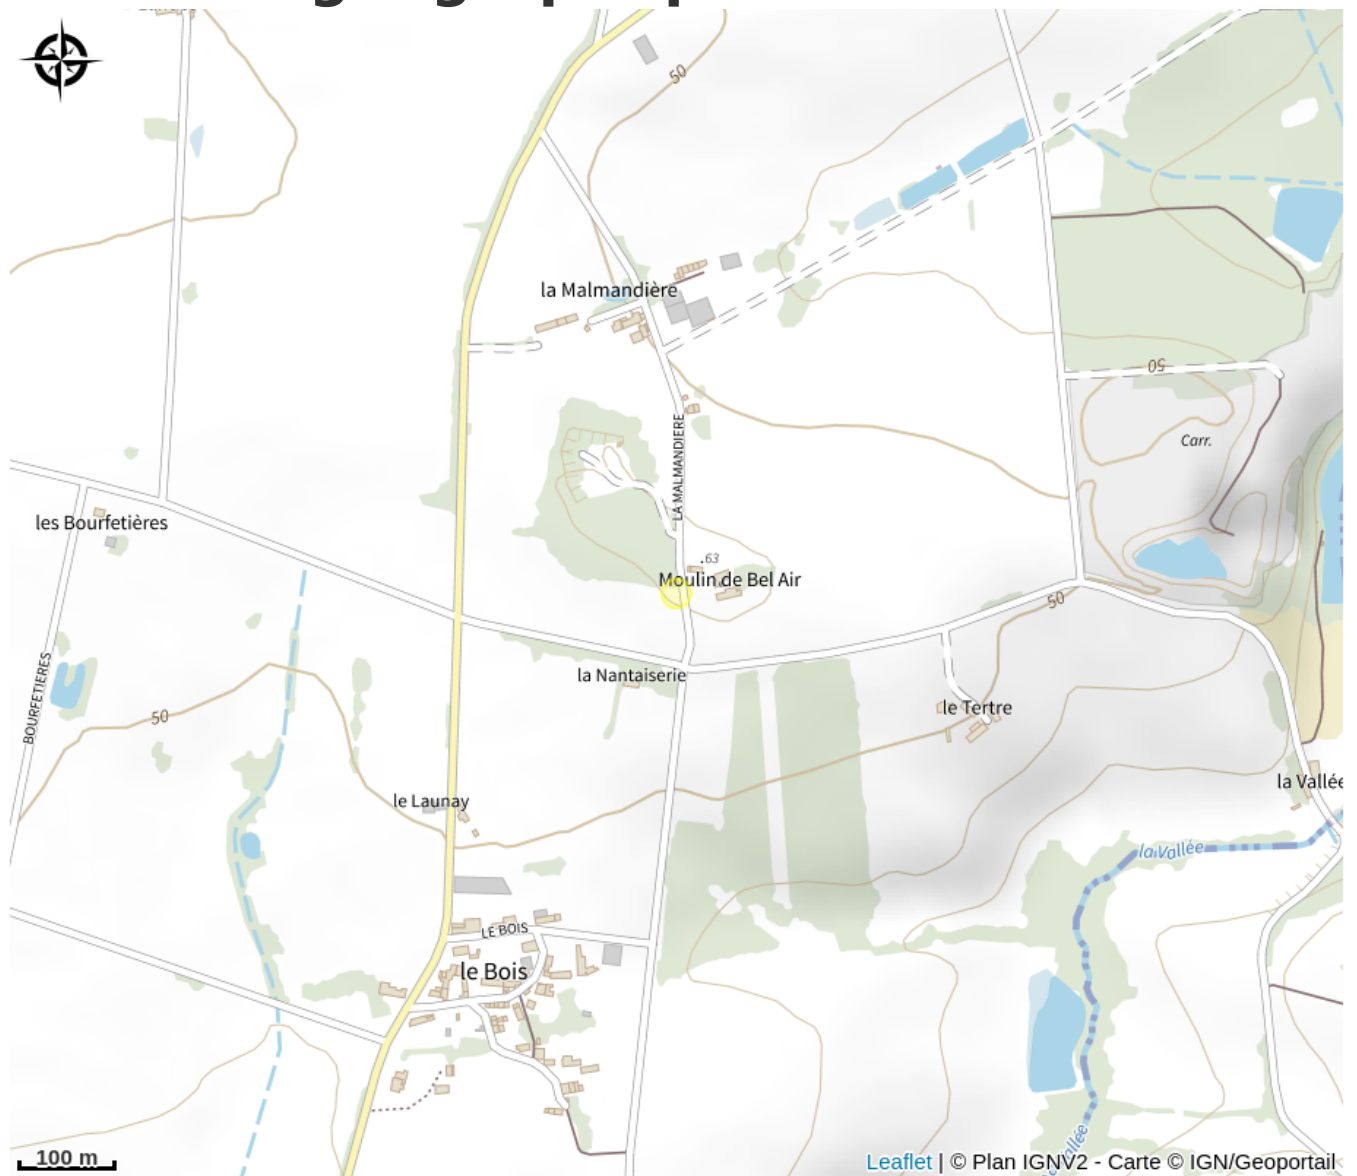 50
la Malmandière
50
LA MALMANDIERE
Carr.
les Bourfetières
.63
Moulin de Bel Air
50
BOURFETIERES
la Nantaiserie
le Tertre
50
la Vallée
le Launay
la Vallée
LE BOIS
le Bois
100 m
Leaflet | © Plan IGNV2 - Carte © IGN/Geoportail